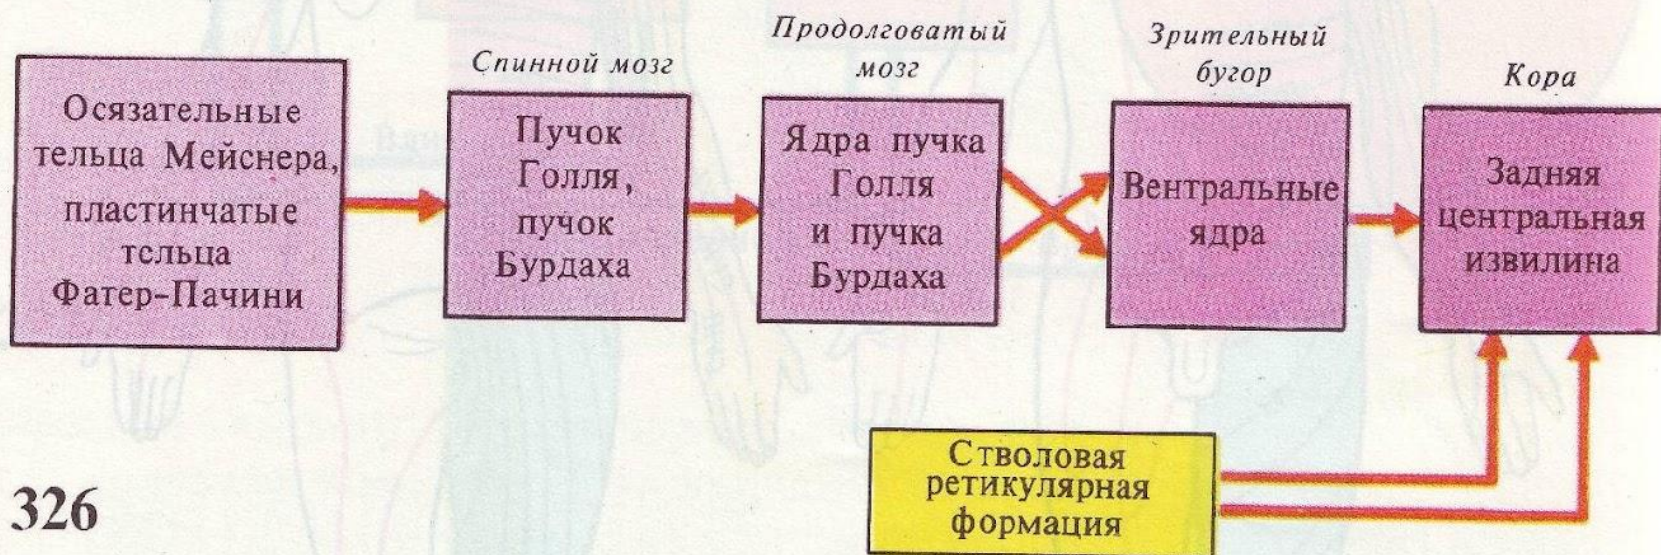 Осязательные
тельца Мейснера,
пластинчатые
тельца
Фатер-Пачини
Спинной мозг
Пучок
Голля,
пучок
Бурдаха
Продолговатый
мозг
Ядра пучка
Голля
и пучка
Бурдаха
Зрительный
бугор
Вентральные
ядра
Кора
Задняя
центральная
извилина
Стволовая
ретикулярная
формация
326